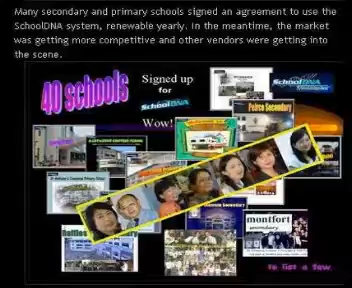 Many secondary and primary schools signed an agreement to use the
SchoolDNA system, renewable yearly. In the meantime, the market
was getting more competitive and other vendors were getting into
the scene.
40 schools
Signed up
for
SchoolDNA
Wow!
SchoolDNA
Peirce Secondary
Secondary
Raffles
montfort
secondary
to list a few